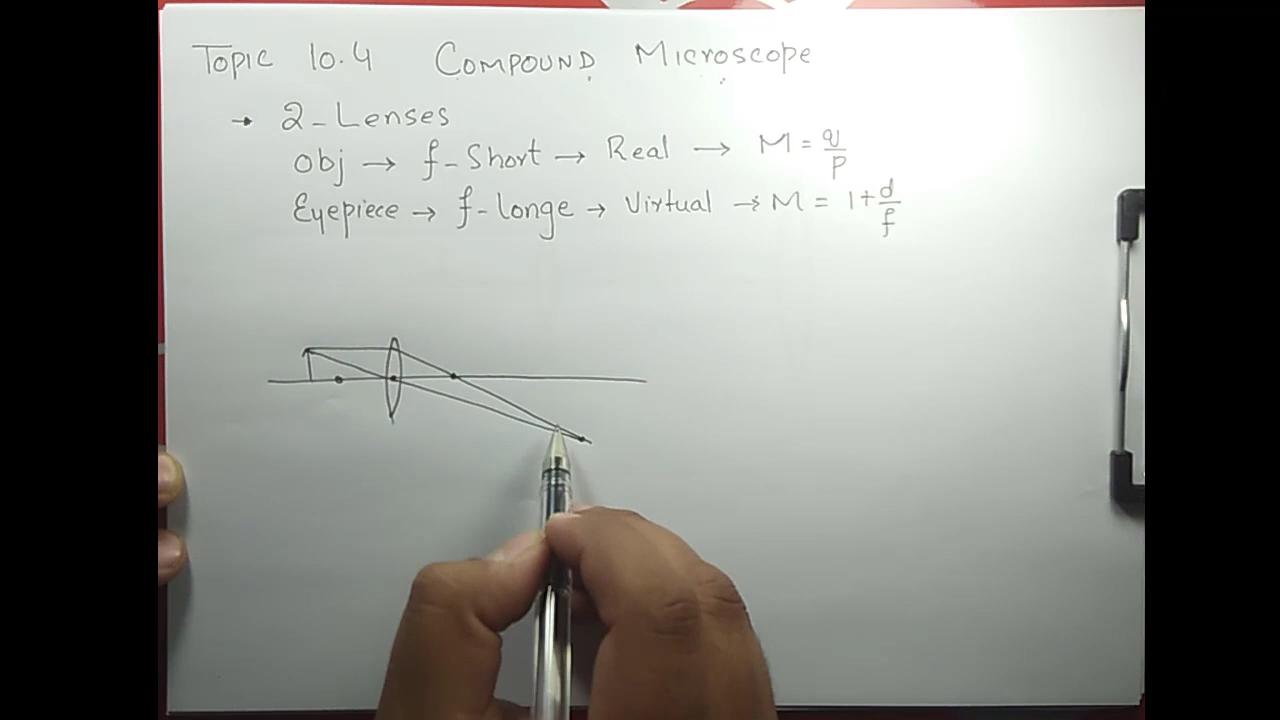 Topic 10.4 Compound Microscope
→ 2-Lenses
Obj → f-Short → Real → M = q/p
Eyepiece → f-longe → Virtual → M = 1+d/f